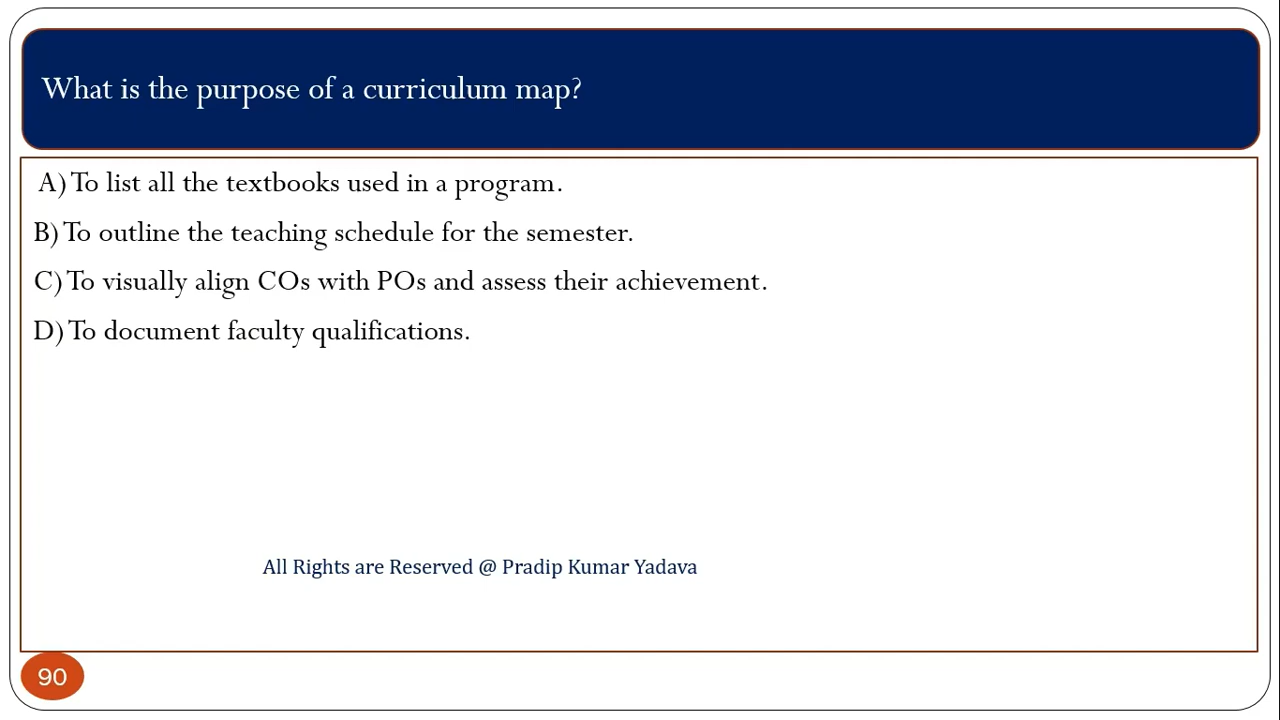 What is the purpose of a curriculum map?
A) To list all the textbooks used in a program.
B) To outline the teaching schedule for the semester.
C) To visually align COs with POs and assess their achievement.
D) To document faculty qualifications.
All Rights are Reserved @ Pradip Kumar Yadava
90